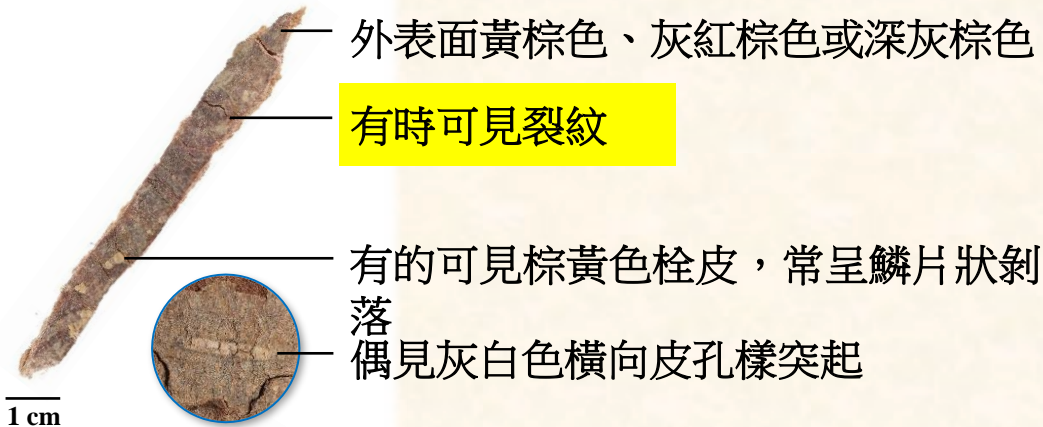 外表面黃棕色、灰紅棕色或深灰棕色
有時可見裂紋
有的可見棕黃色栓皮，常呈鱗片狀剝
落
偶見灰白色橫向皮孔樣突起
1 cm